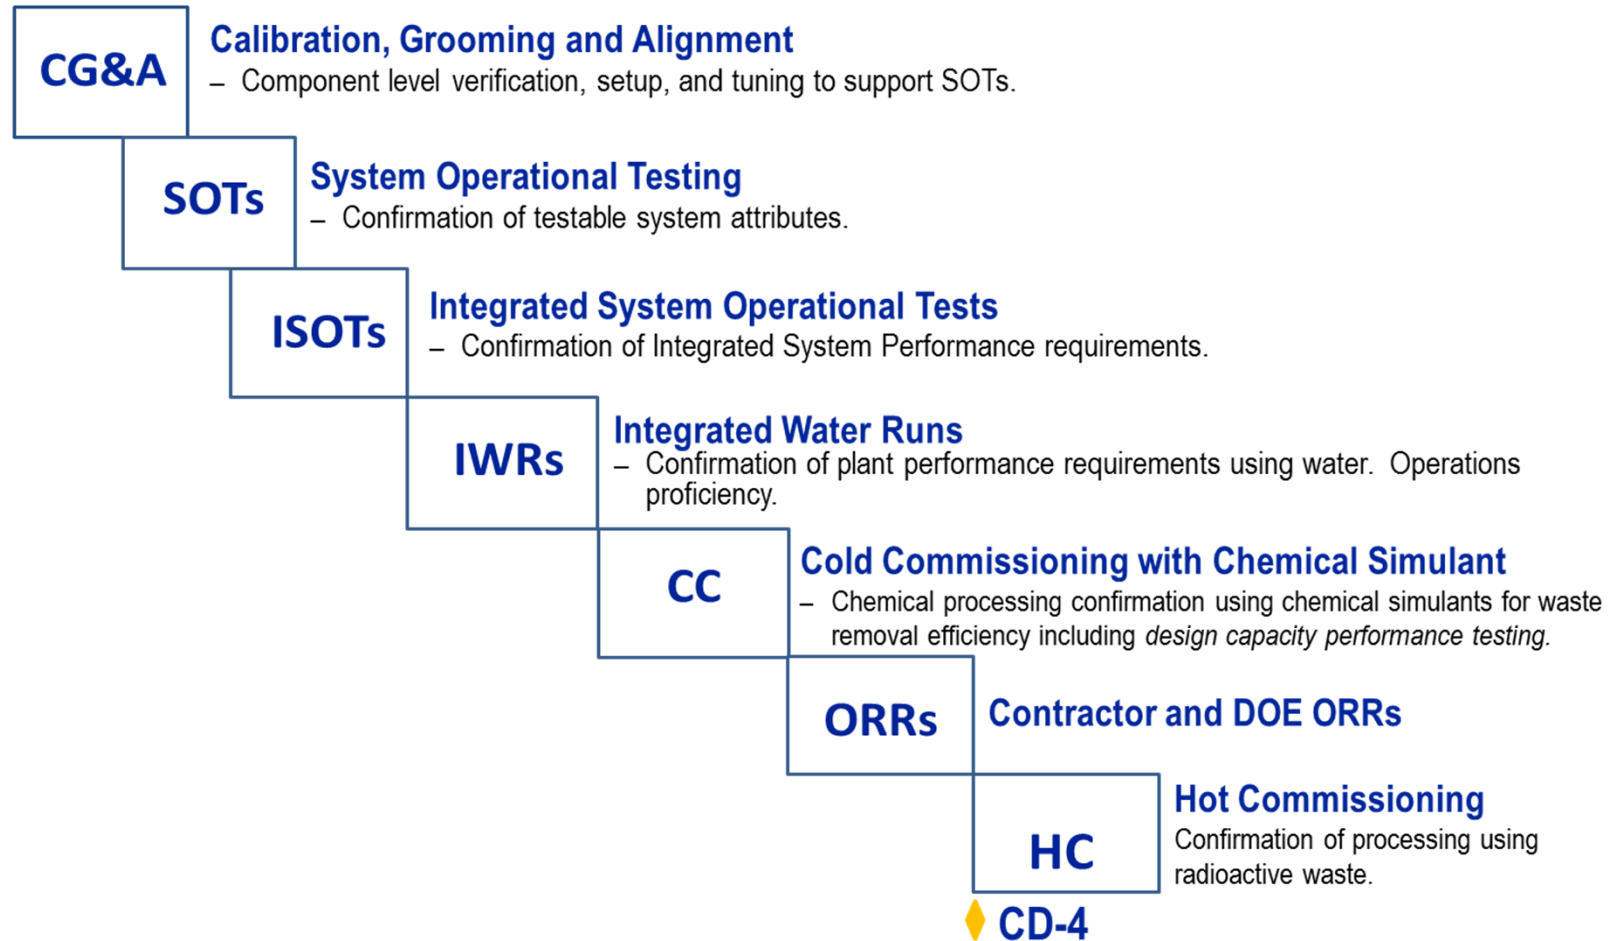 CG&A
Calibration, Grooming and Alignment
– Component level verification, setup, and tuning to support SOTs.
SOTs
System Operational Testing
– Confirmation of testable system attributes.
ISOTs
Integrated System Operational Tests
– Confirmation of Integrated System Performance requirements.
IWRs
Integrated Water Runs
– Confirmation of plant performance requirements using water. Operations
proficiency.
CC
Cold Commissioning with Chemical Simulant
– Chemical processing confirmation using chemical simulants for waste
removal efficiency including design capacity performance testing.
ORRs
Contractor and DOE ORRs
HC
Hot Commissioning
Confirmation of processing using
radioactive waste.
CD-4